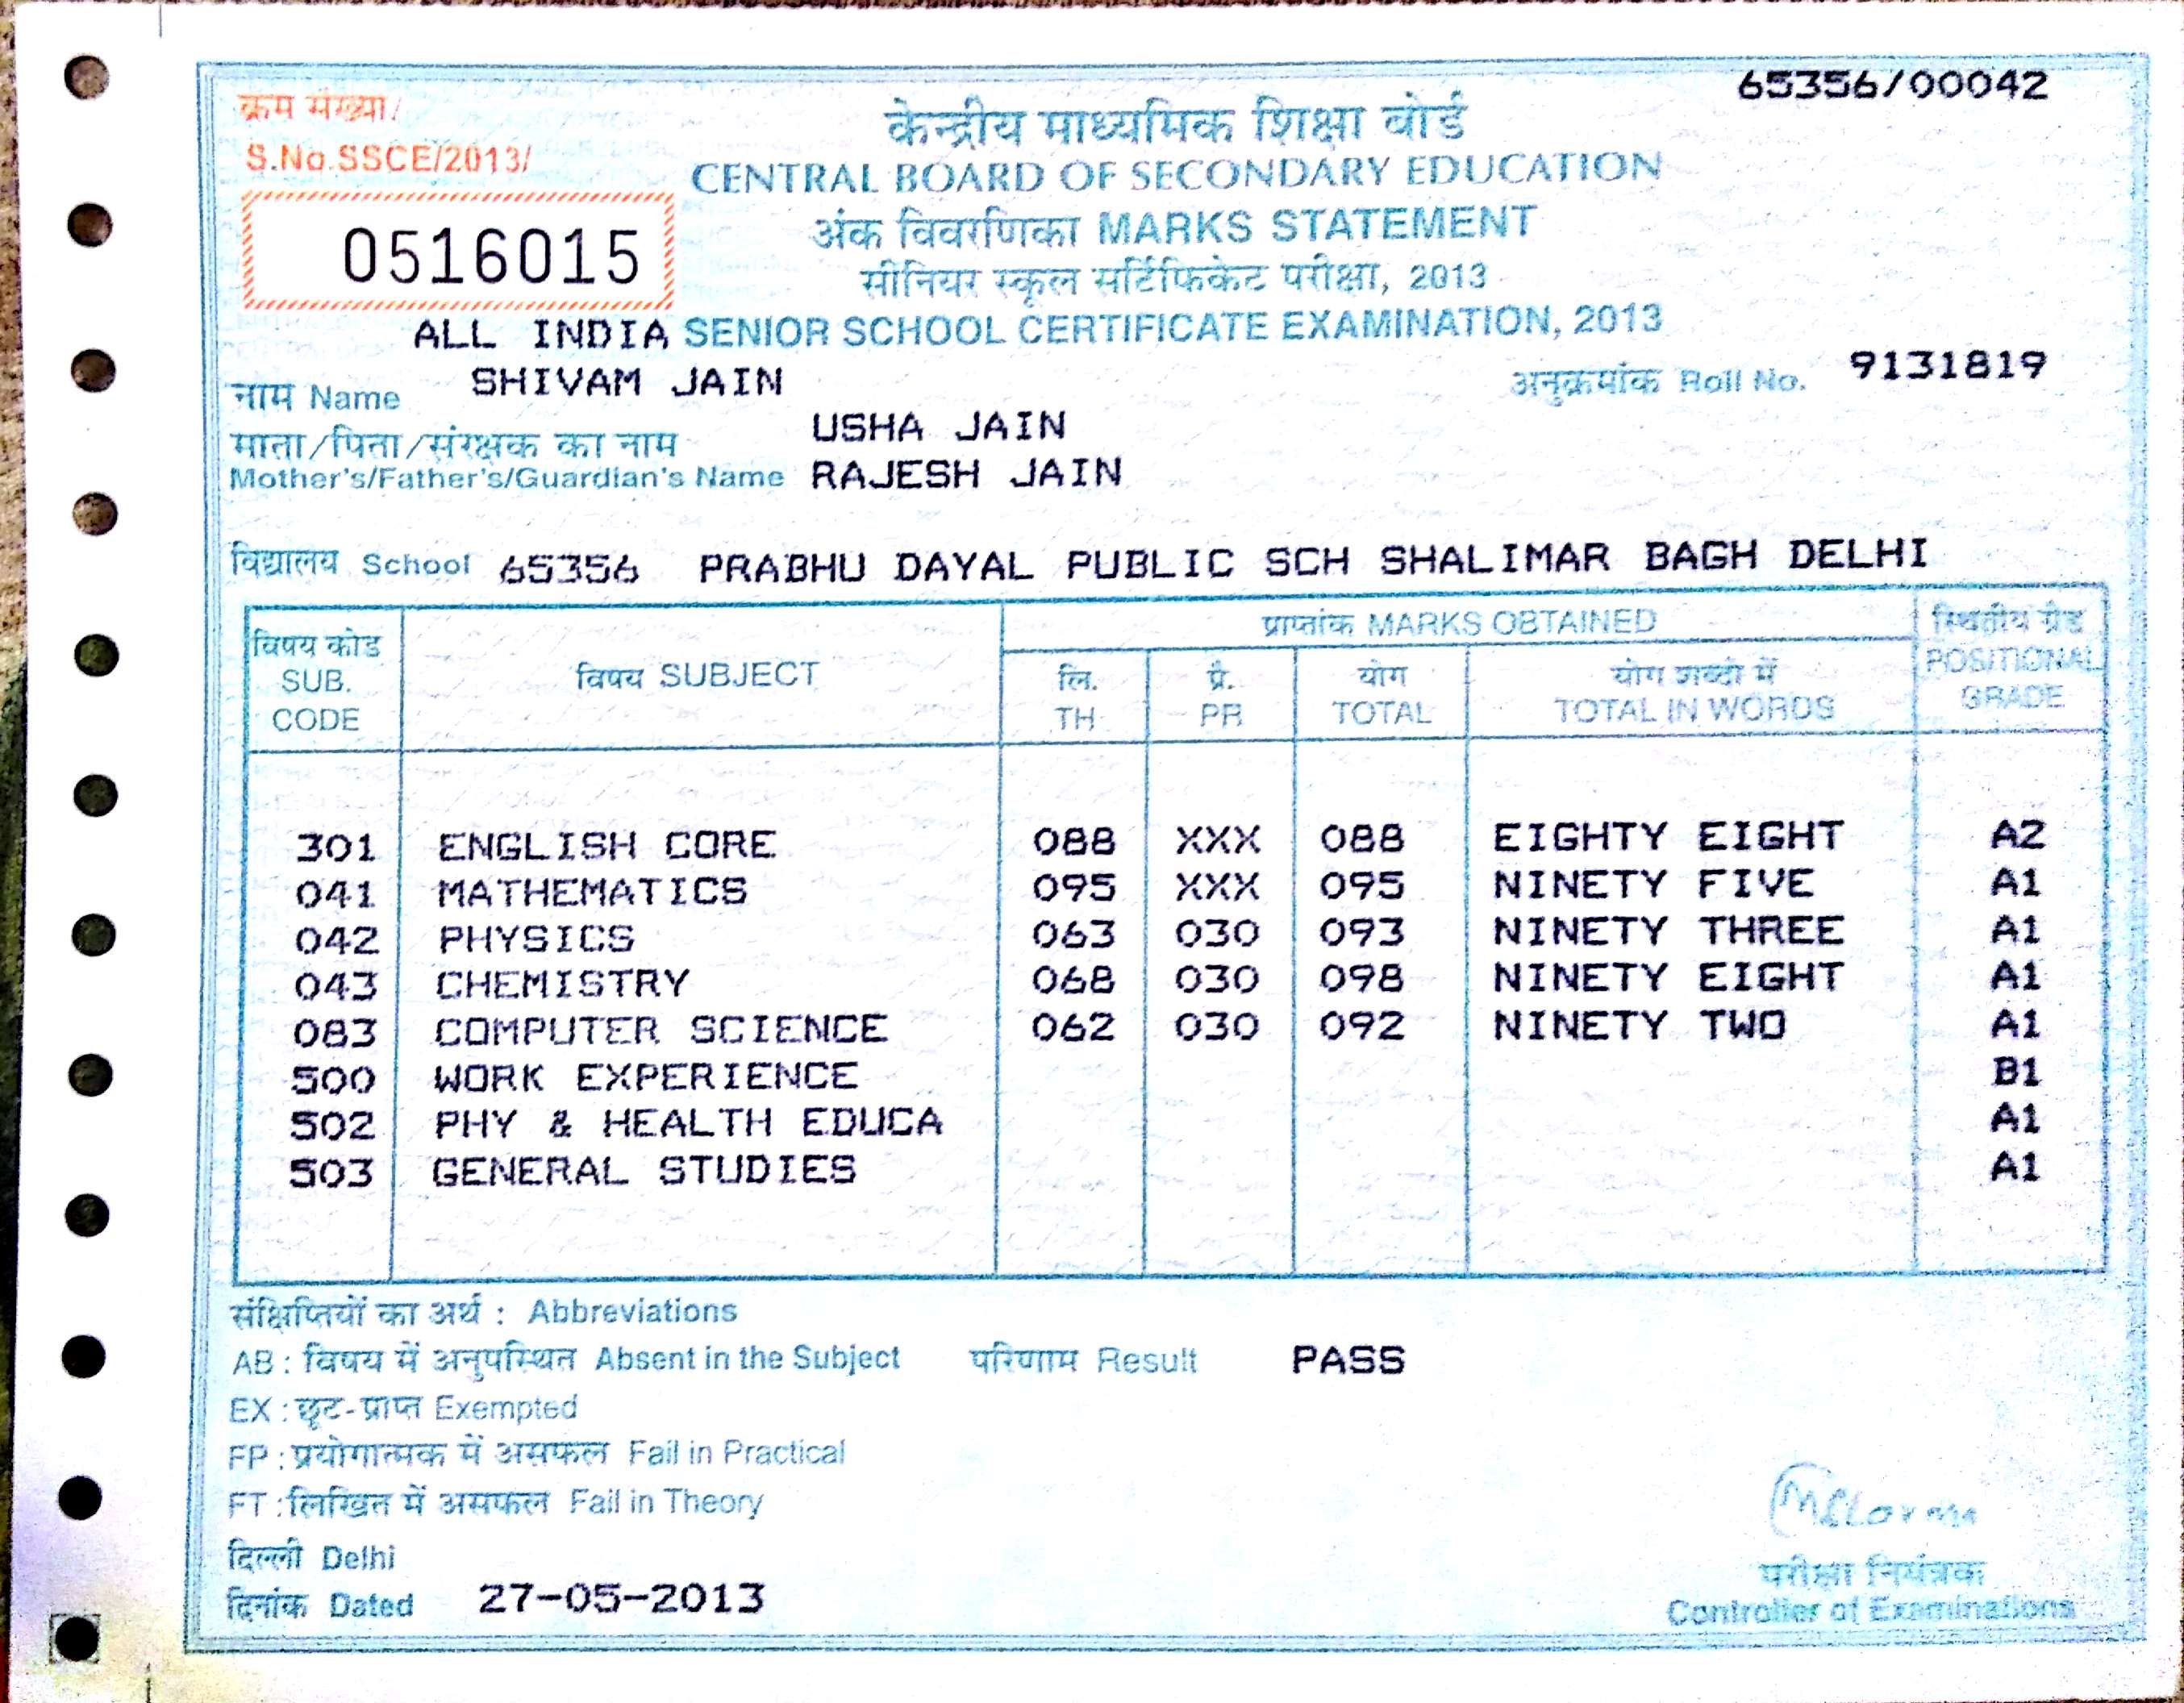 65356/00042
क्रम संख्या/
S.No.SSCE/2013/
0516015
केन्द्रीय माध्यमिक शिक्षा बोर्ड
CENTRAL BOARD OF SECONDARY EDUCATION
अंक विवरणिका MARKS STATEMENT
सीनियर स्कूल सर्टिफिकेट परीक्षा, 2013
ALL INDIA SENIOR SCHOOL CERTIFICATE EXAMINATION, 2013
नाम Name SHIVAM JAIN अनुक्रमांक Roll No. 9131819
माता/पिता/संरक्षक का नाम USHA JAIN
Mother's/Father's/Guardian's Name RAJESH JAIN
विद्यालय School 65356 PRABHU DAYAL PUBLIC SCH SHALIMAR BAGH DELHI
विषय कोड SUB. CODE विषय SUBJECT प्राप्तांक MARKS OBTAINED स्थितीय ग्रेड POSITIONAL GRADE
लि. TH प्रै. PR योग TOTAL योग शब्दों में TOTAL IN WORDS
301 ENGLISH CORE 088 XXX 088 EIGHTY EIGHT A2
041 MATHEMATICS 095 XXX 095 NINETY FIVE A1
042 PHYSICS 063 030 093 NINETY THREE A1
043 CHEMISTRY 068 030 098 NINETY EIGHT A1
083 COMPUTER SCIENCE 062 030 092 NINETY TWO A1
500 WORK EXPERIENCE B1
502 PHY & HEALTH EDUCA A1
503 GENERAL STUDIES A1
संक्षिप्तियों का अर्थ : Abbreviations
AB : विषय में अनुपस्थित Absent in the Subject परिणाम Result PASS
EX : छूट-प्राप्त Exempted
FP : प्रयोगात्मक में असफल Fail in Practical
FT : लिखित में असफल Fail in Theory
दिल्ली Delhi
दिनांक Dated 27-05-2013
परीक्षा नियंत्रक
Controller of Examinations